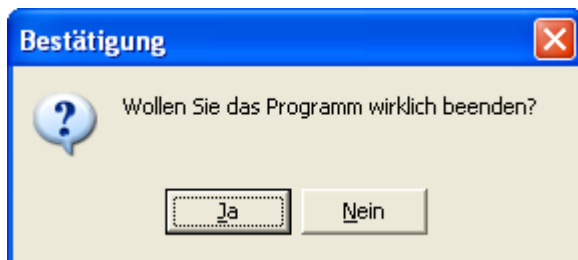 Bestätigung
Wollen Sie das Programm wirklich beenden?
Ja
Nein